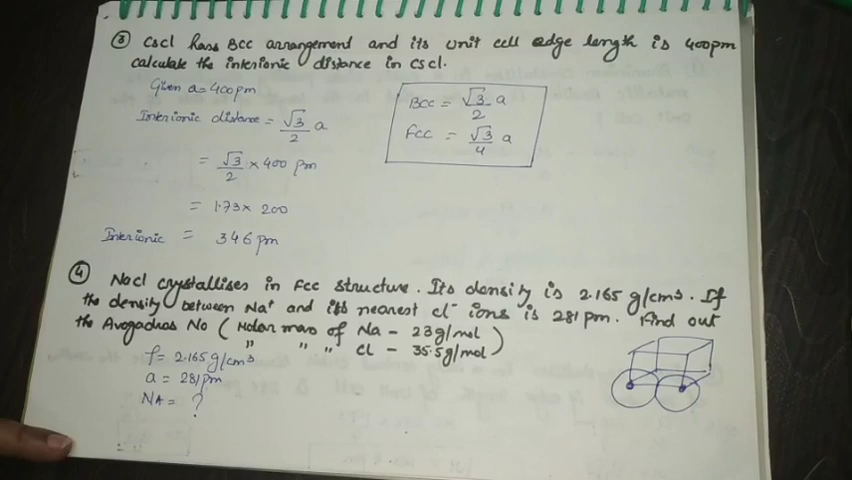 ③ CsCl has BCC arrangement and its unit cell edge length is 400pm
calculate the interionic distance in CsCl.
Given a=400pm
Interionic distance = √3/2 a
= √3/2 × 400 pm
= 1.73 × 200
Interionic = 346 pm
BCC = √3/2 a
FCC = √3/4 a
④ NaCl crystallises in FCC structure. Its density is 2.165 g/cm³. If
the density between Na⁺ and its nearest Cl⁻ ions is 281 pm. Find out
the Avogadros No ( Molar mass of Na - 23g/mol )
" " " Cl - 35.5g/mol )
ρ= 2.165 g/cm³
a = 281pm
NA = ?